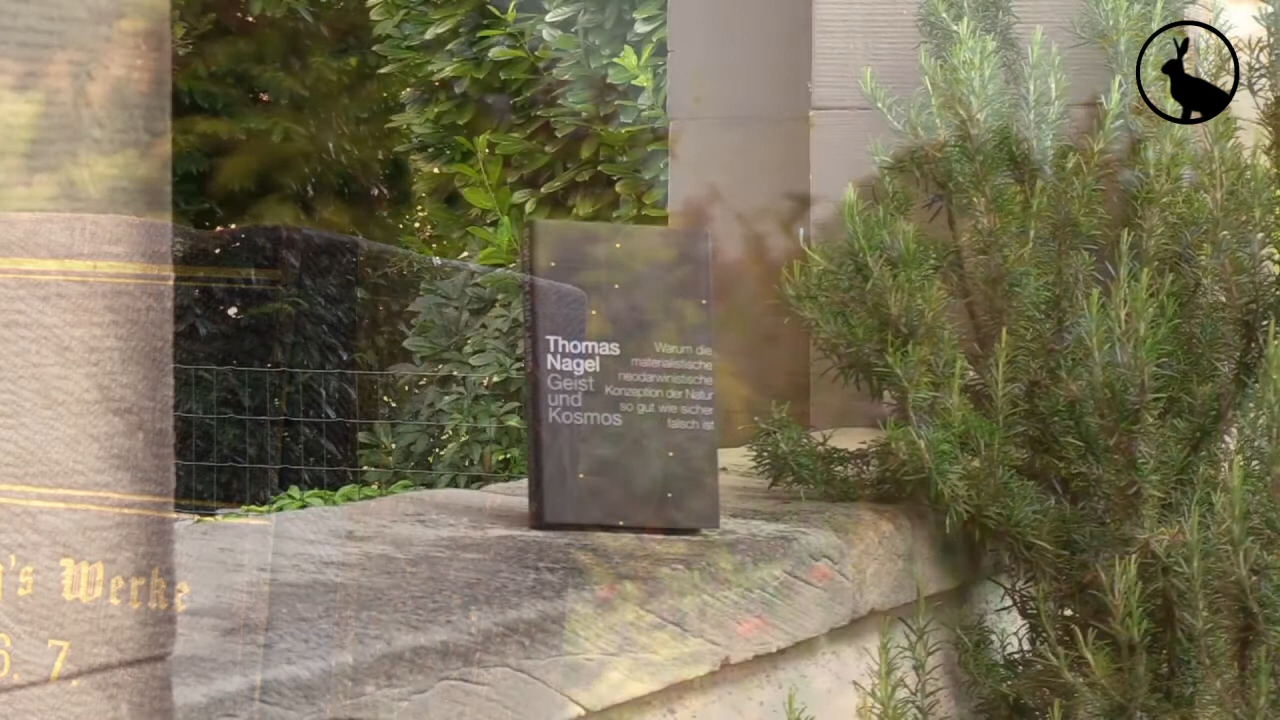 Thomas
Nagel
Geist
und
Kosmos
Warum die
materialistische
neodarwinistische
Konzeption der Natur
so gut wie sicher
falsch ist
's Werke
6. 7.